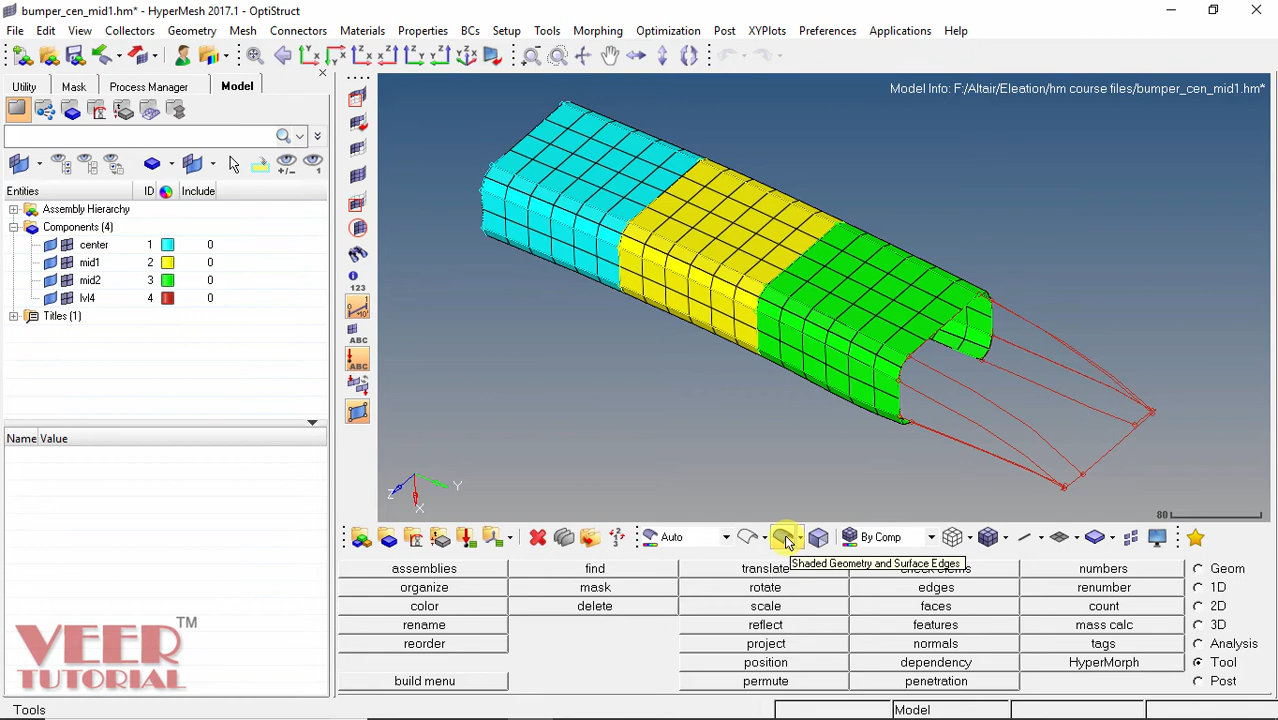 bumper_cen_mid1.hm* - HyperMesh 2017.1 - OptiStruct
File Edit View Collectors Geometry Mesh Connectors Materials Properties BCs Setup Tools Morphing Optimization Post XYPlots Preferences Applications Help
Utility Mask Process Manager Model
Model Info: F:/Altair/Eleation/hm course files/bumper_cen_mid1.hm*
Entities ID Include
Assembly Hierarchy
Components (4)
center 1 0
mid1 2 0
mid2 3 0
lvl4 4 0
Titles (1)
123
ABC
ABC
Name Value
Z Y
X
80
Auto By Comp
Shaded Geometry and Surface Edges
assemblies find translate check elems numbers Geom
organize mask rotate edges renumber 1D
color delete scale faces count 2D
rename reflect features mass calc 3D
reorder project normals tags Analysis
position dependency HyperMorph Tool
build menu permute penetration Post
VEER TM
TUTORIAL
Tools Model